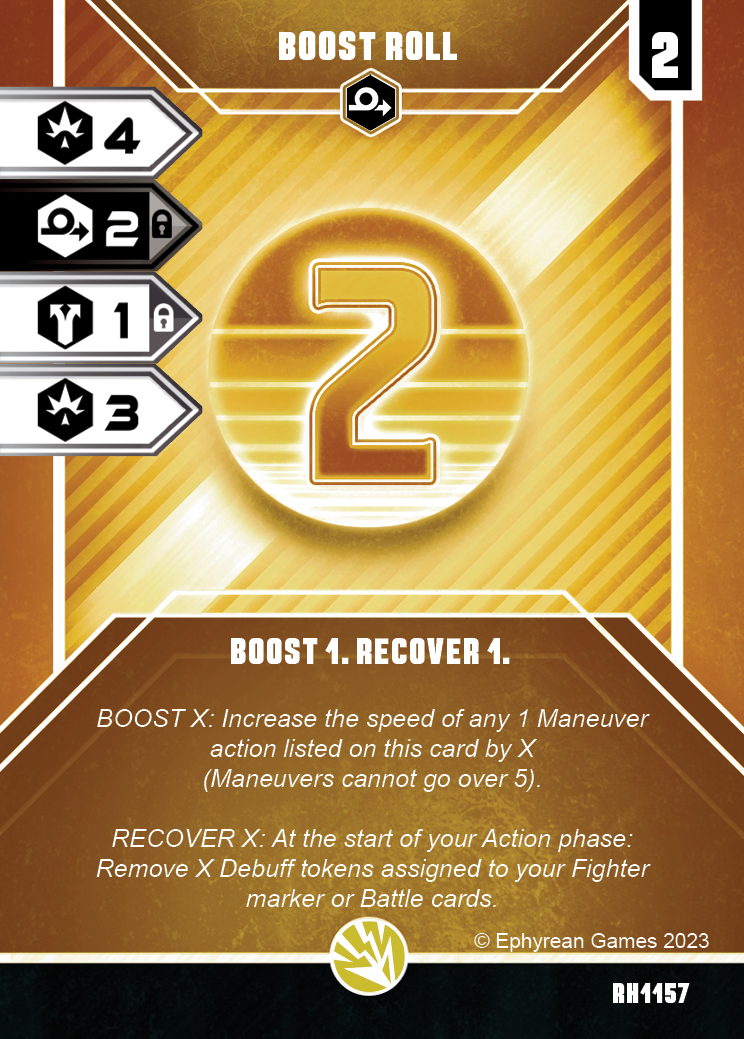 BOOST ROLL
2
4
2
1
3
2
BOOST 1. RECOVER 1.
BOOST X: Increase the speed of any 1 Maneuver
action listed on this card by X
(Maneuvers cannot go over 5).
RECOVER X: At the start of your Action phase:
Remove X Debuff tokens assigned to your Fighter
marker or Battle cards.
© Ephyrean Games 2023
RH1157